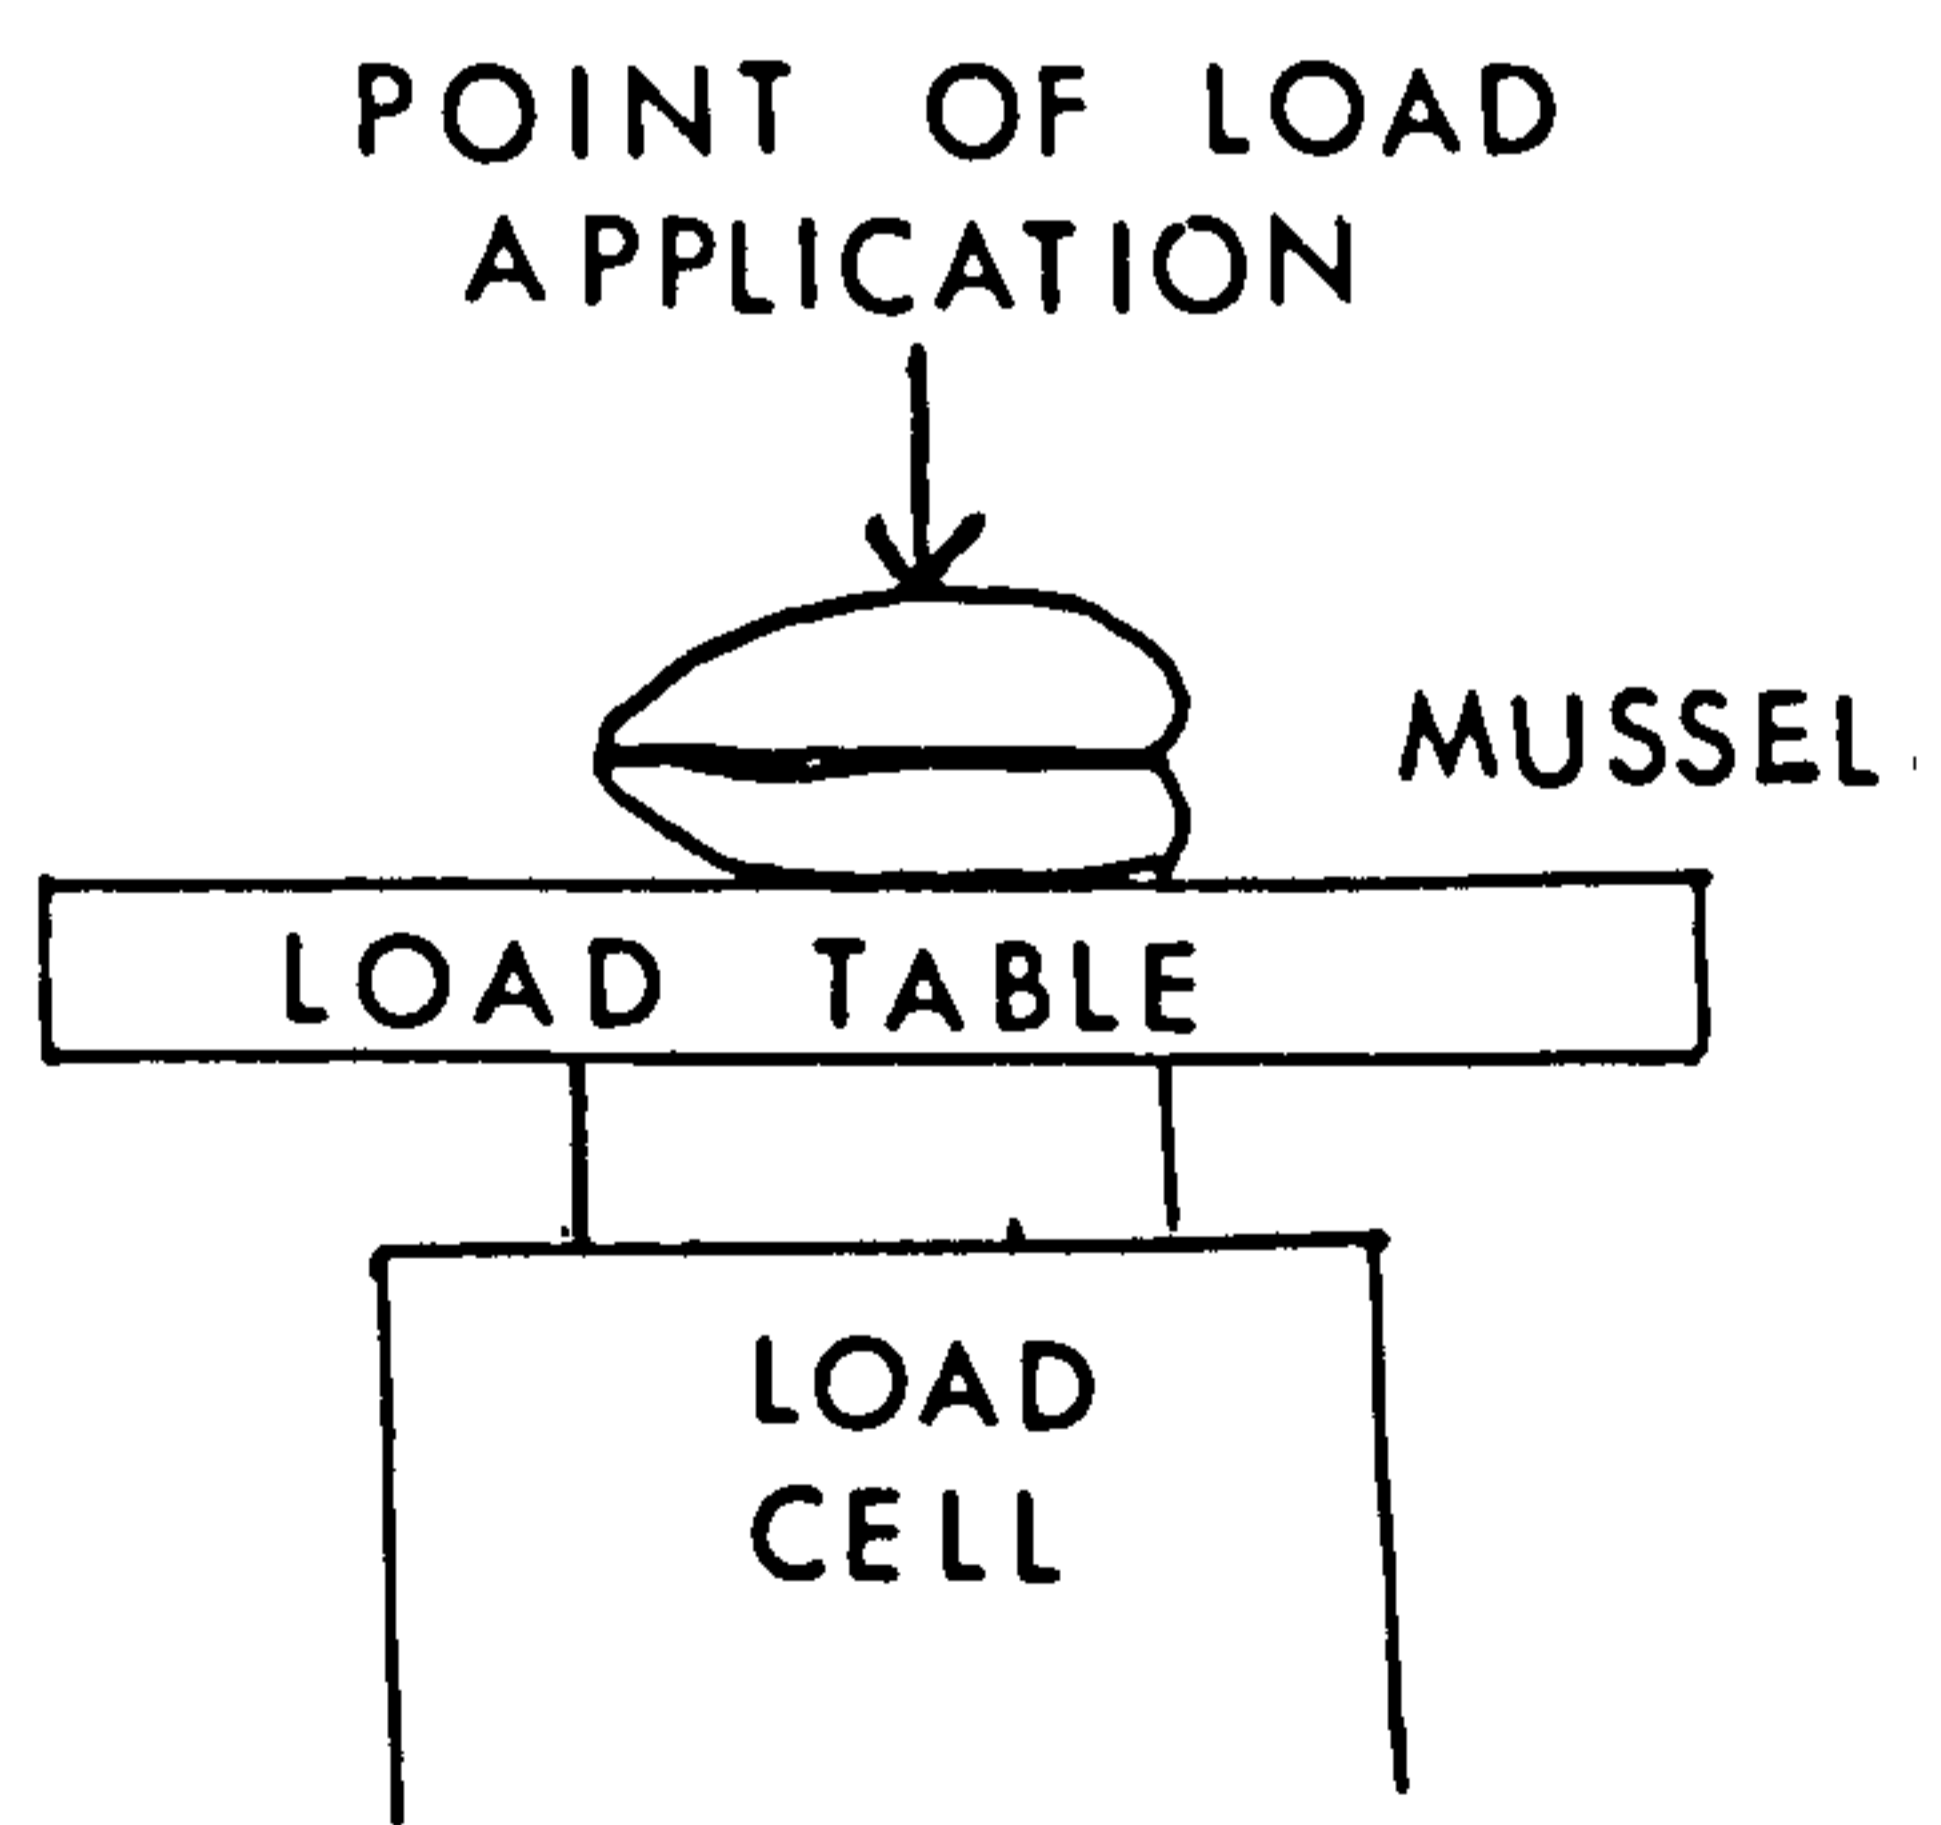 POINT OF LOAD
APPLICATION
MUSSEL
LOAD TABLE
LOAD
CELL